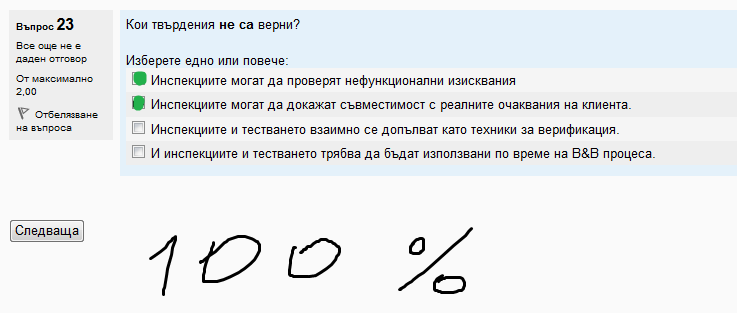 Въпрос 23
Все още не е
даден отговор
От максимално
2,00
Отбелязване
на въпроса
Кои твърдения не са верни?
Изберете едно или повече:
Инспекциите могат да проверят нефункционални изисквания
Инспекциите могат да докажат съвместимост с реалните очаквания на клиента.
Инспекциите и тестването взаимно се допълват като техники за верификация.
И инспекциите и тестването трябва да бъдат използвани по време на В&В процеса.
Следваща
100 %